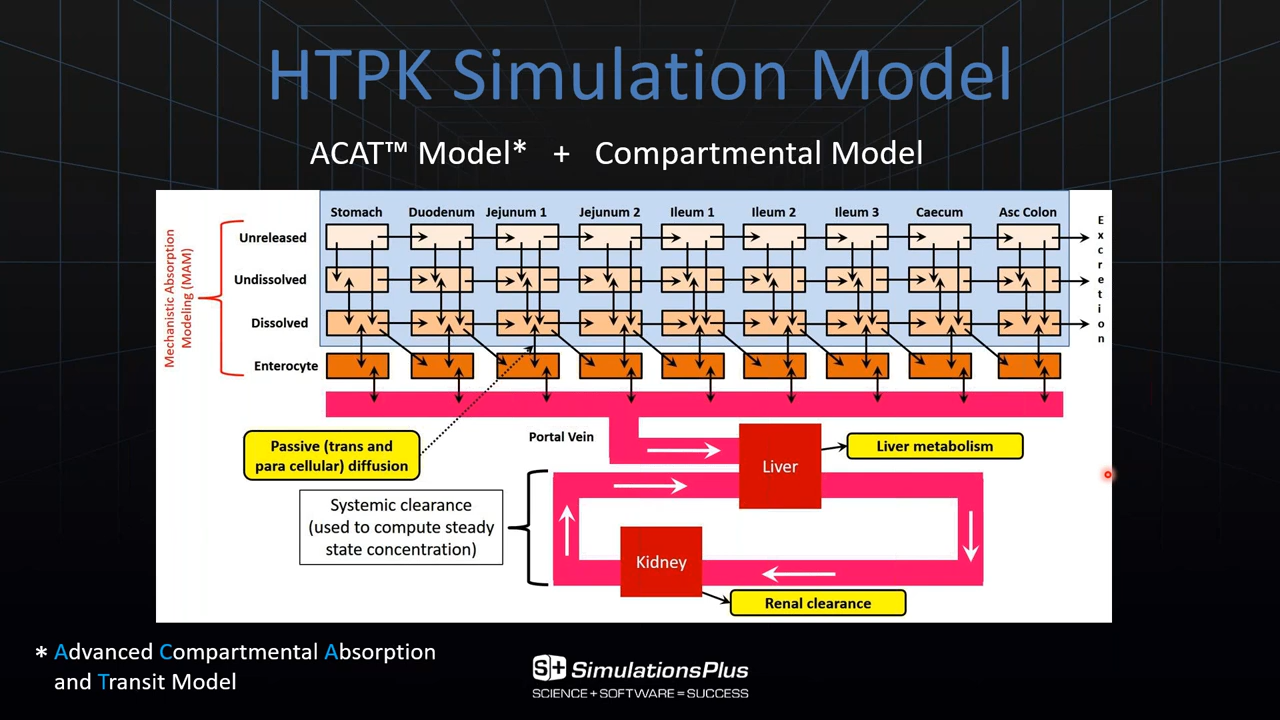 HTPK Simulation Model
ACAT™ Model* + Compartmental Model
Stomach Duodenum Jejunum 1 Jejunum 2 Ileum 1 Ileum 2 Ileum 3 Caecum Asc Colon
Excretion
Mechanistic Absorption
Modeling (MAM)
Unreleased
Undissolved
Dissolved
Enterocyte
Portal Vein
Passive (trans and
para cellular) diffusion
Liver
Liver metabolism
Systemic clearance
(used to compute steady
state concentration)
Kidney
Renal clearance
* Advanced Compartmental Absorption
and Transit Model
S+ SimulationsPlus
SCIENCE + SOFTWARE = SUCCESS